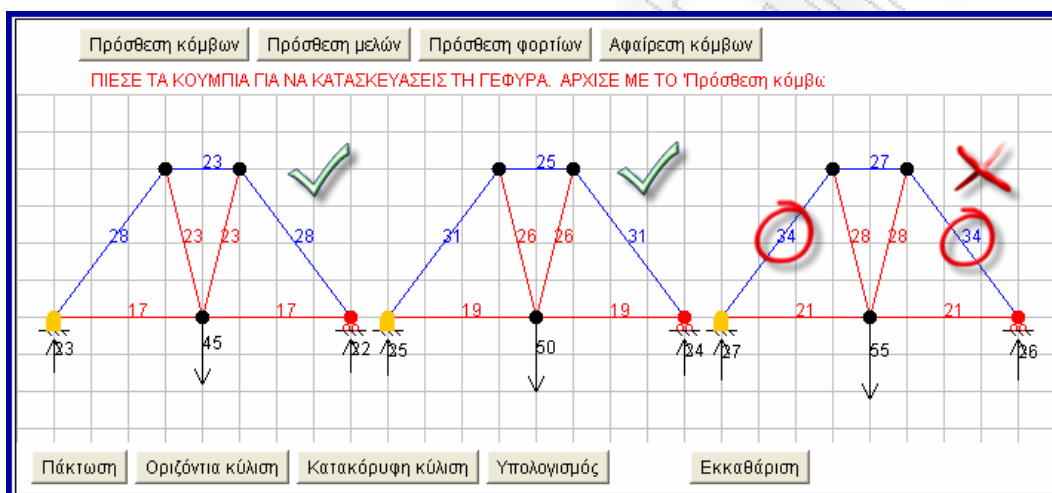 Πρόσθεση κόμβων Πρόσθεση μελών Πρόσθεση φορτίων Αφαίρεση κόμβων
ΠΙΕΣΕ ΤΑ ΚΟΥΜΠΙΑ ΓΙΑ ΝΑ ΚΑΤΑΣΚΕΥΑΣΕΙΣ ΤΗ ΓΕΦΥΡΑ. ΑΡΧΙΣΕ ΜΕ ΤΟ 'Πρόσθεση κόμβω
23 25 27
28 23 23 28 31 26 26 31 34 28 28 34
17 17 19 19 21 21
23 45 22 25 50 24 27 55 26
Πάκτωση Οριζόντια κύλιση Κατακόρυφη κύλιση Υπολογισμός Εκκαθάριση